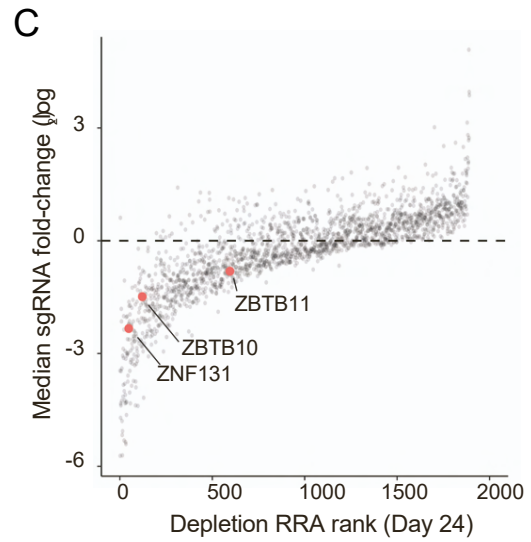 C
Median sgRNA fold-change (log2)
3
0
-3
-6
ZBTB11
ZBTB10
ZNF131
0 500 1000 1500 2000
Depletion RRA rank (Day 24)